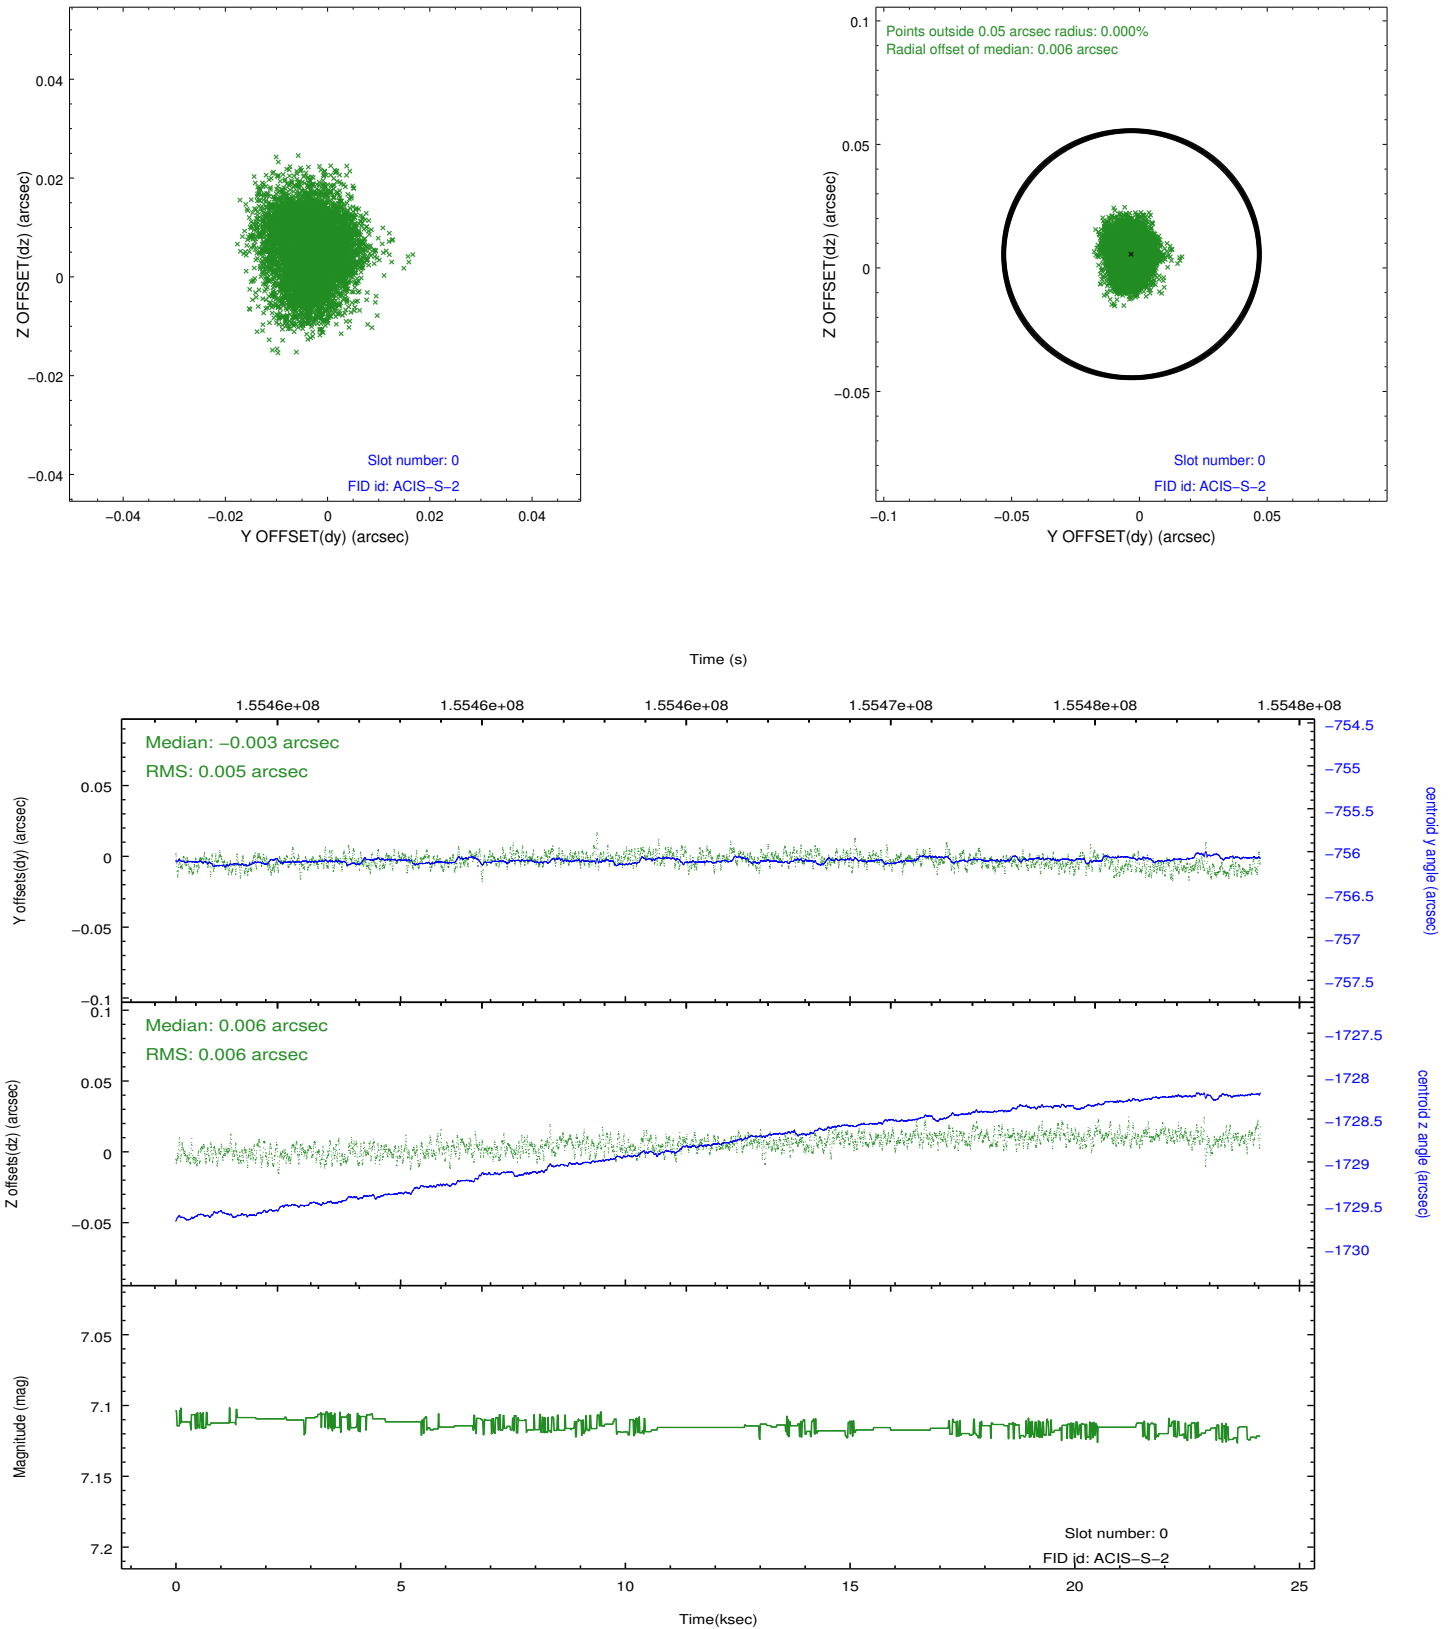 0.04
0.02
0
−0.02
−0.04
Z OFFSET(dz) (arcsec)
Slot number: 0
FID id: ACIS−S−2
−0.04 −0.02 0 0.02 0.04
Y OFFSET(dy) (arcsec)
Points outside 0.05 arcsec radius: 0.000%
Radial offset of median: 0.006 arcsec
0.1
0.05
0
−0.05
Z OFFSET(dz) (arcsec)
Slot number: 0
FID id: ACIS−S−2
−0.1 −0.05 0 0.05
Y OFFSET(dy) (arcsec)
Time (s)
1.5546e+08 1.5546e+08 1.5546e+08 1.5547e+08 1.5548e+08 1.5548e+08
Median: −0.003 arcsec
RMS: 0.005 arcsec
0.05
0
−0.05
−0.1
Y offsets(dy) (arcsec)
−754.5
−755
−755.5
−756
−756.5
−757
−757.5
centroid y angle (arcsec)
Median: 0.006 arcsec
RMS: 0.006 arcsec
0.1
0.05
0
−0.05
Z offsets(dz) (arcsec)
−1727.5
−1728
−1728.5
−1729
−1729.5
−1730
centroid z angle (arcsec)
7.05
7.1
7.15
7.2
Magnitude (mag)
Slot number: 0
FID id: ACIS−S−2
0 5 10 15 20 25
Time(ksec)